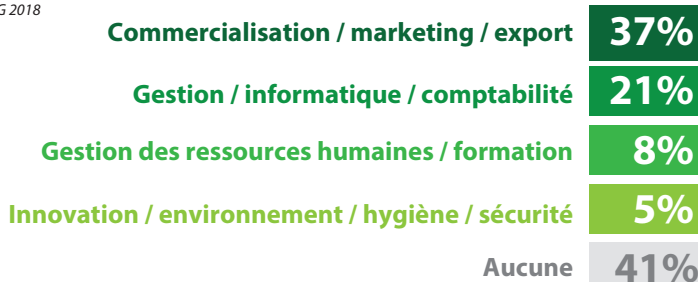 G 2018
Commercialisation / marketing / export 37%
Gestion / informatique / comptabilité 21%
Gestion des ressources humaines / formation 8%
Innovation / environnement / hygiène / sécurité 5%
Aucune 41%